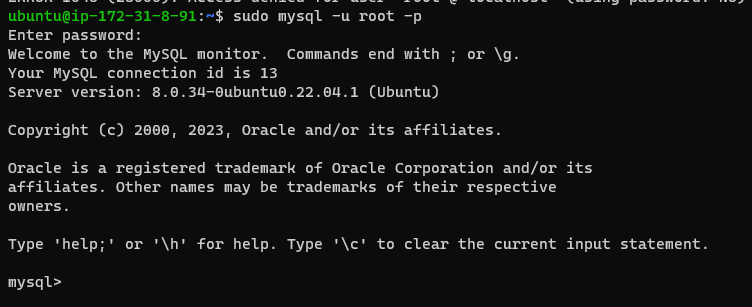 ubuntu@ip-172-31-8-91:~$ sudo mysql -u root -p
Enter password:
Welcome to the MySQL monitor.  Commands end with ; or \g.
Your MySQL connection id is 13
Server version: 8.0.34-0ubuntu0.22.04.1 (Ubuntu)
Copyright (c) 2000, 2023, Oracle and/or its affiliates.
Oracle is a registered trademark of Oracle Corporation and/or its
affiliates. Other names may be trademarks of their respective
owners.
Type 'help;' or '\h' for help. Type '\c' to clear the current input statement.
mysql>